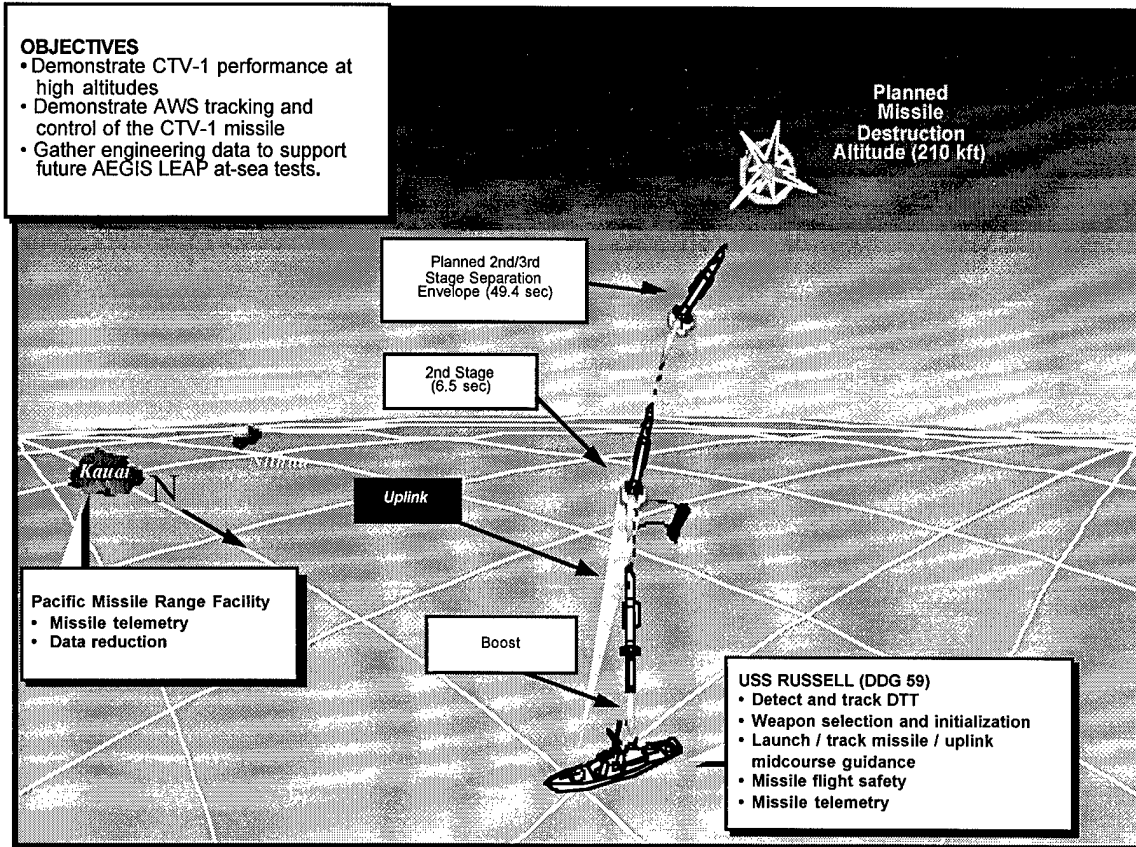 OBJECTIVES
• Demonstrate CTV-1 performance at
high altitudes
• Demonstrate AWS tracking and
control of the CTV-1 missile
• Gather engineering data to support
future AEGIS LEAP at-sea tests.
Planned
Missile
Destruction
Altitude (210 kft)
Planned 2nd/3rd
Stage Separation
Envelope (49.4 sec)
2nd Stage
(6.5 sec)
Niihau
Kauai
N
Uplink
Pacific Missile Range Facility
• Missile telemetry
• Data reduction
Boost
USS RUSSELL (DDG 59)
• Detect and track DTT
• Weapon selection and initialization
• Launch / track missile / uplink
midcourse guidance
• Missile flight safety
• Missile telemetry